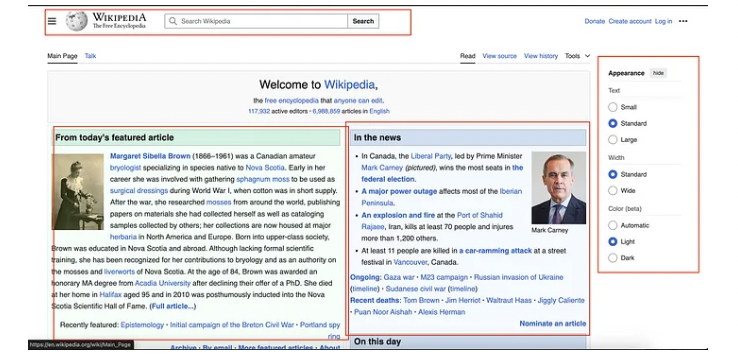 WIKIPEDIA
The Free Encyclopedia
Search Wikipedia
Search
Donate Create account Log in
Main Page Talk
Read View source View history Tools
Welcome to Wikipedia,
the free encyclopedia that anyone can edit.
117,932 active editors · 6,988,859 articles in English
From today's featured article
Margaret Sibella Brown (1866–1961) was a Canadian amateur
bryologist specializing in species native to Nova Scotia. Early in her
career she was involved with gathering sphagnum moss to be used as
surgical dressings during World War I, when cotton was in short supply.
After the war, she researched mosses from around the world, publishing
papers on materials she had collected herself as well as cataloging
samples collected by others; her collections are now housed at major
herbaria in North America and Europe. Born into upper-class society,
Brown was educated in Nova Scotia and abroad. Although lacking formal scientific
training, she has been recognized for her contributions to bryology and as an authority on
the mosses and liverworts of Nova Scotia. At the age of 84, Brown was awarded an
honorary MA degree from Acadia University after declining their offer of a PhD. She died
at her home in Halifax aged 95 and in 2010 was posthumously inducted into the Nova
Scotia Scientific Hall of Fame. (Full article...)
Recently featured: Epistemology · Initial campaign of the Breton Civil War · Portland spy
ring
Archive · By email · More featured articles · About
In the news
In Canada, the Liberal Party, led by Prime Minister
Mark Carney (pictured), wins the most seats in the
federal election.
A major power outage affects most of the Iberian
Peninsula.
An explosion and fire at the Port of Shahid
Rajaee, Iran, kills at least 70 people and injures
more than 1,200 others.
At least 11 people are killed in a car-ramming attack at a street
festival in Vancouver, Canada.
Mark Carney
Ongoing: Gaza war · M23 campaign · Russian invasion of Ukraine
(timeline) · Sudanese civil war (timeline)
Recent deaths: Tom Brown · Jim Herriot · Waltraut Haas · Jiggly Caliente
· Puan Noor Aishah · Alexis Herman
Nominate an article
On this day
Appearance hide
Text
Small
Standard
Large
Width
Standard
Wide
Color (beta)
Automatic
Light
Dark
https://en.wikipedia.org/wiki/Main_Page